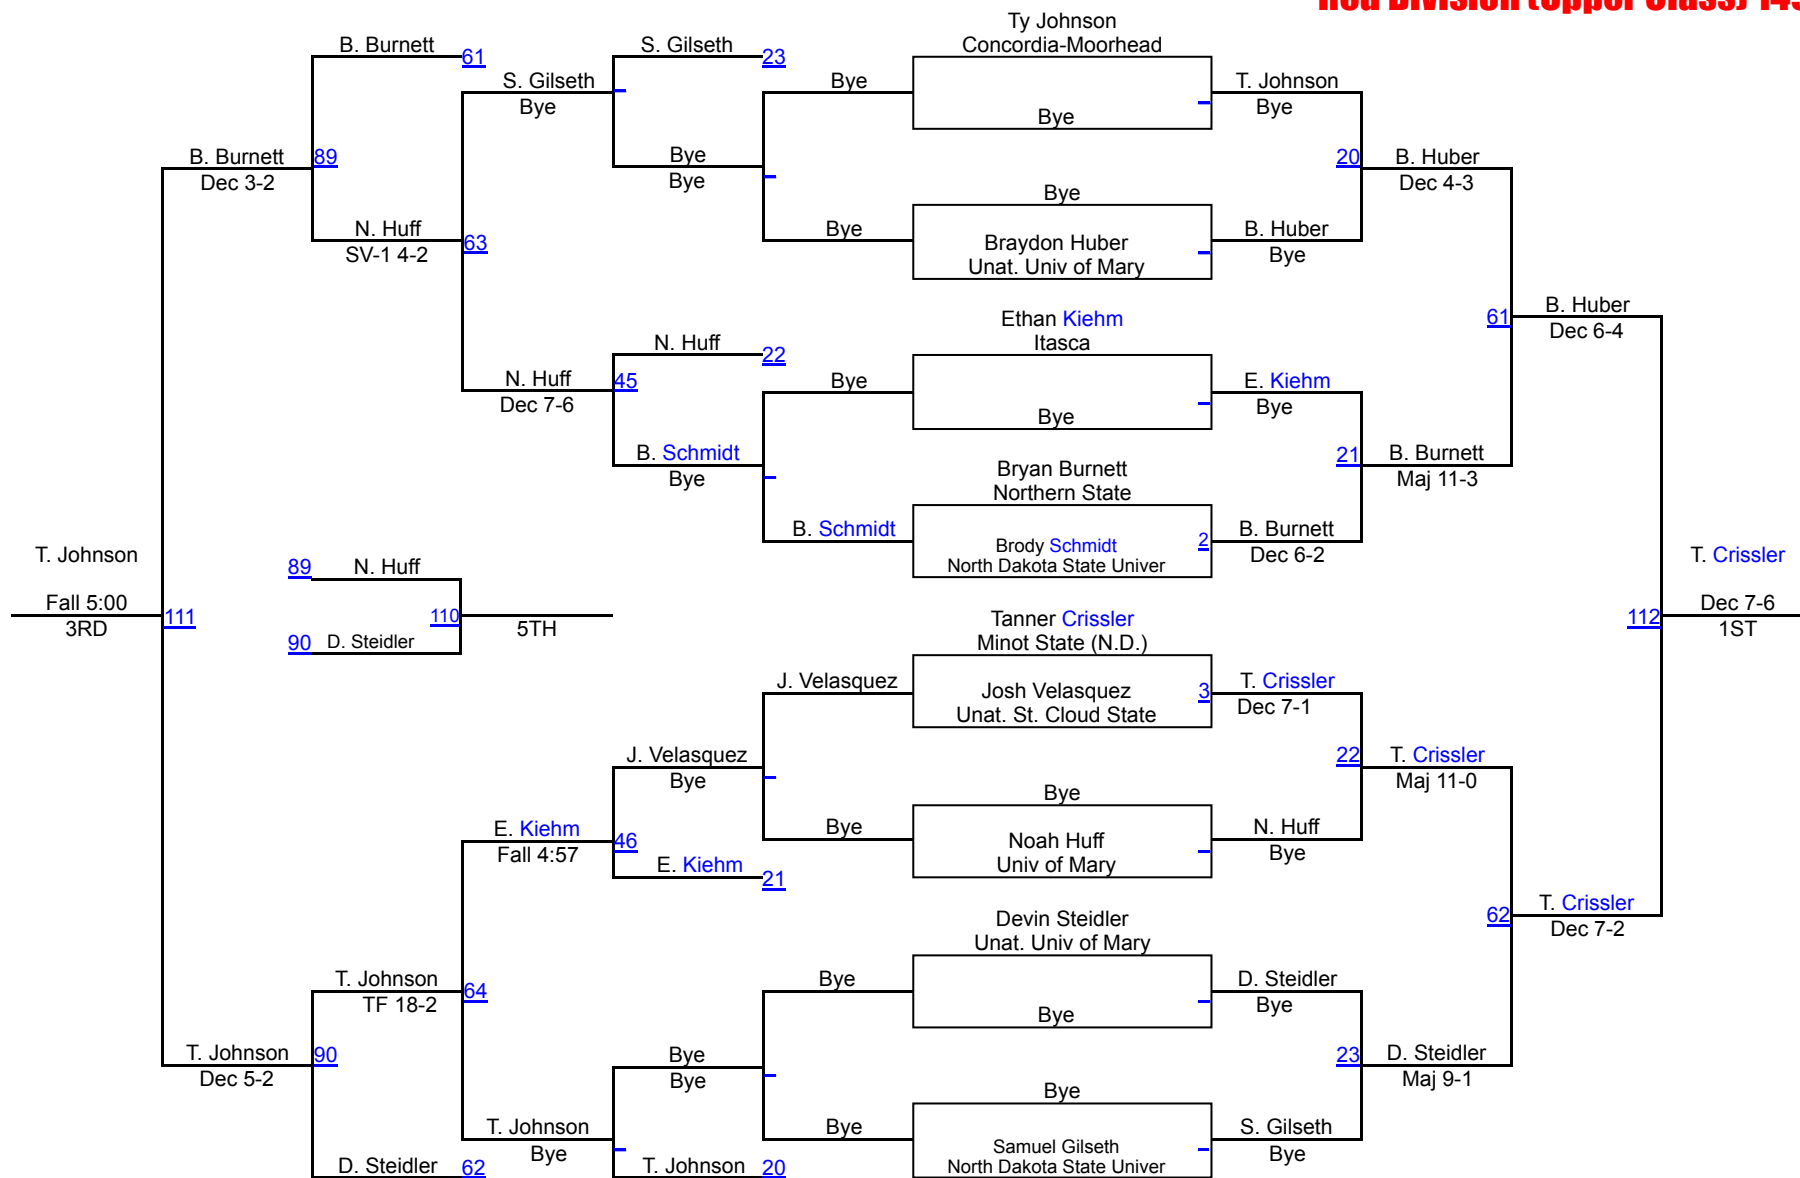 Red Division (Upper Class) 149
Ty Johnson
Concordia-Moorhead
B. Burnett
61
S. Gilseth
23
S. Gilseth
Bye
Bye
Bye
T. Johnson
Bye
B. Burnett
Dec 3-2
89
Bye
Bye
20
B. Huber
Dec 4-3
Bye
N. Huff
SV-1 4-2
63
Bye
Braydon Huber
Unat. Univ of Mary
B. Huber
Bye
Ethan Kiehm
Itasca
61
B. Huber
Dec 6-4
N. Huff
22
N. Huff
Dec 7-6
45
Bye
Bye
E. Kiehm
Bye
B. Schmidt
Bye
Bryan Burnett
Northern State
21
B. Burnett
Maj 11-3
B. Schmidt
Brody Schmidt
North Dakota State Univer
2
B. Burnett
Dec 6-2
T. Johnson
Fall 5:00
3RD
111
89
N. Huff
90
D. Steidler
110
5TH
T. Crissler
Dec 7-6
1ST
112
Tanner Crissler
Minot State (N.D.)
J. Velasquez
Josh Velasquez
Unat. St. Cloud State
3
T. Crissler
Dec 7-1
J. Velasquez
Bye
22
T. Crissler
Maj 11-0
Bye
E. Kiehm
Fall 4:57
46
Bye
Noah Huff
Univ of Mary
N. Huff
Bye
E. Kiehm
21
Devin Steidler
Unat. Univ of Mary
62
T. Crissler
Dec 7-2
T. Johnson
TF 18-2
64
Bye
Bye
D. Steidler
Bye
T. Johnson
Dec 5-2
90
Bye
Bye
23
D. Steidler
Maj 9-1
Bye
T. Johnson
Bye
Bye
Samuel Gilseth
North Dakota State Univer
S. Gilseth
Bye
D. Steidler
62
T. Johnson
20